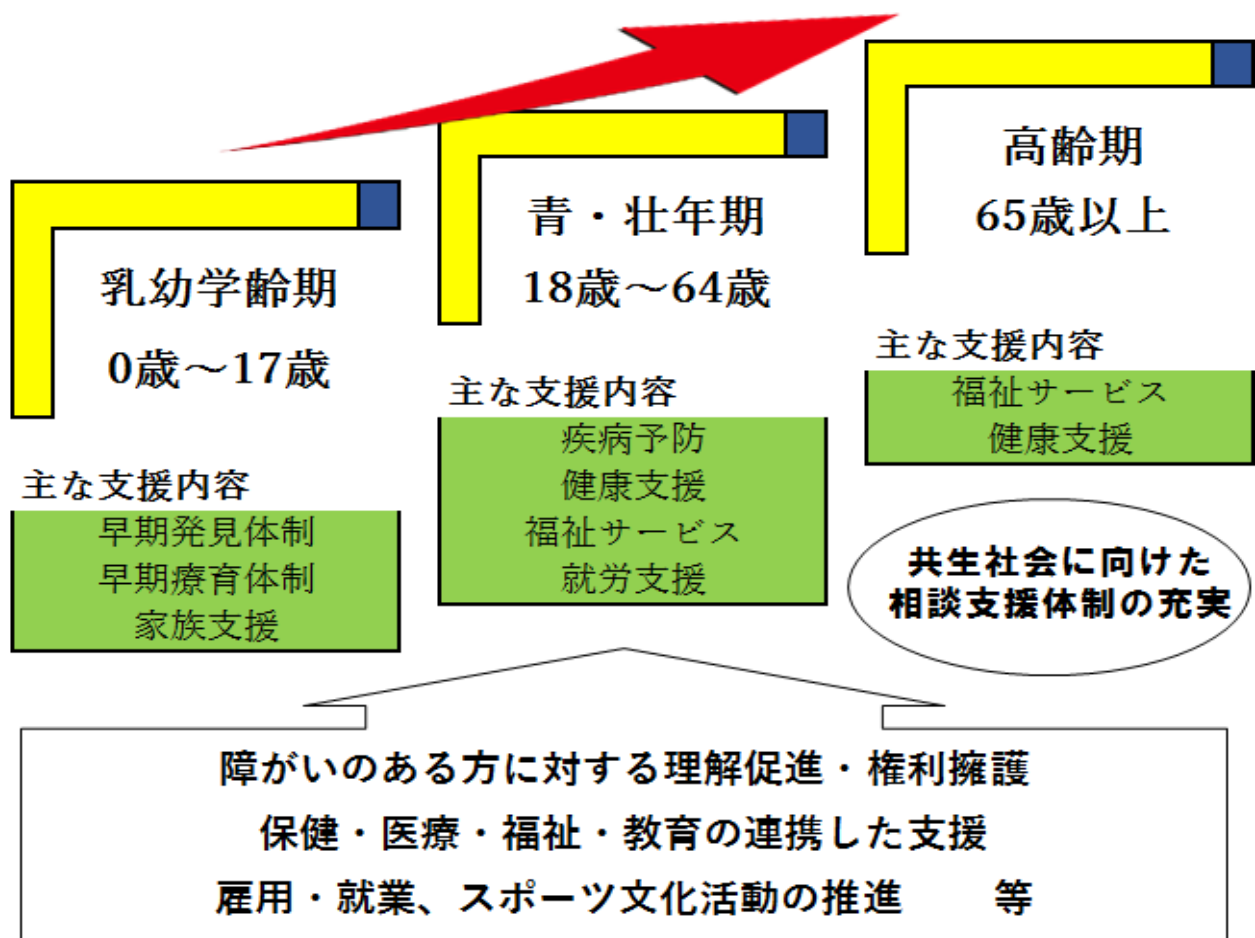 乳幼学齢期
0歳～17歳
主な支援内容
早期発見体制
早期療育体制
家族支援
青・壮年期
18歳～64歳
主な支援内容
疾病予防
健康支援
福祉サービス
就労支援
高齢期
65歳以上
主な支援内容
福祉サービス
健康支援
共生社会に向けた
相談支援体制の充実
障がいのある方に対する理解促進・権利擁護
保健・医療・福祉・教育の連携した支援
雇用・就業、スポーツ文化活動の推進　　等